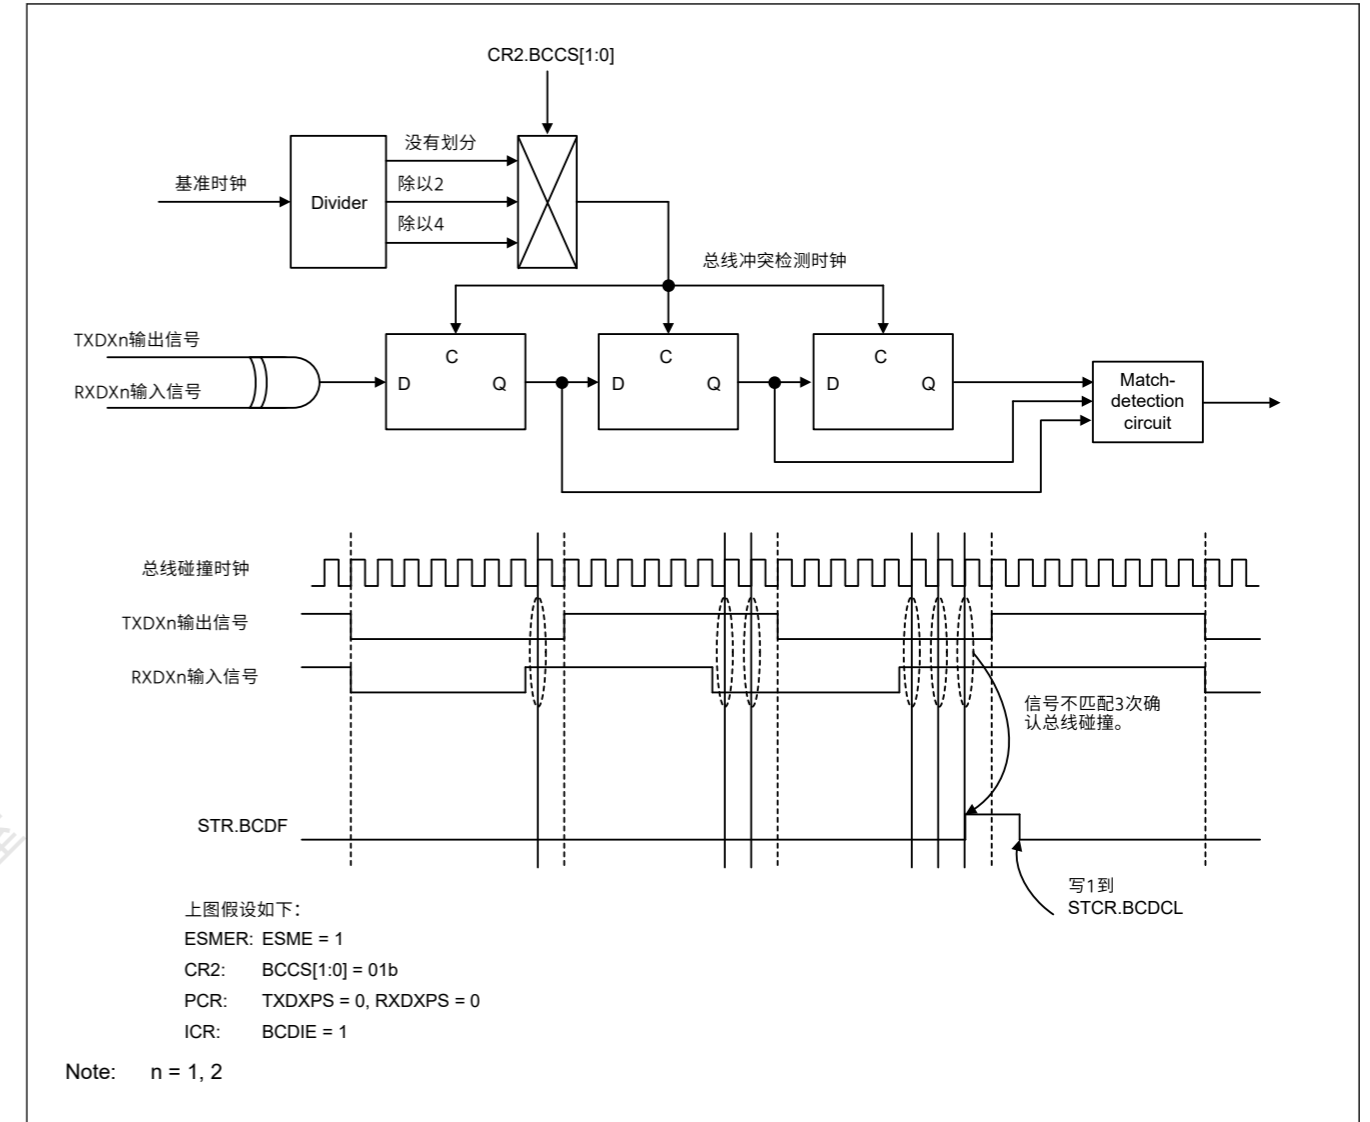 CR2.BCCS[1:0]
没有划分
基准时钟
Divider
除以2
除以4
总线冲突检测时钟
TXDXn输出信号
RXDXn输入信号
C
D
Q
C
D
Q
C
D
Q
Match-
detection
circuit
总线碰撞时钟
TXDXn输出信号
RXDXn输入信号
信号不匹配3次确
认总线碰撞。
STR.BCDF
写1到
STCR.BCDCL
上图假设如下：
ESMER: ESME = 1
CR2: BCCS[1:0] = 01b
PCR: TXDXPS = 0, RXDXPS = 0
ICR: BCDIE = 1
Note: n = 1, 2